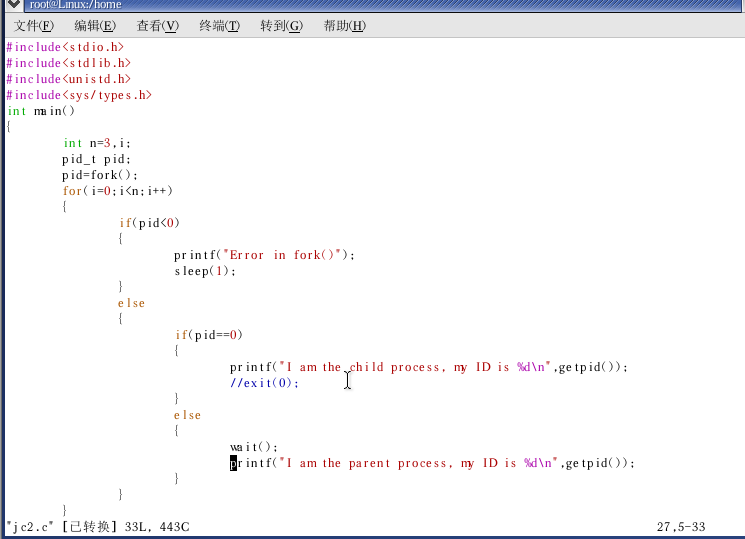 root@Linux:/home
文件(F) 编辑(E) 查看(V) 终端(T) 转到(G) 帮助(H)
#include<stdio.h>
#include<stdlib.h>
#include<unistd.h>
#include<sys/types.h>
int main()
{
int n=3,i;
pid_t pid;
pid=fork();
for(i=0;i<n;i++)
{
if(pid<0)
{
printf("Error in fork()");
sleep(1);
}
else
{
if(pid==0)
{
printf("I am the child process, my ID is %d\n",getpid());
//exit(0);
}
else
{
wait();
printf("I am the parent process, my ID is %d\n",getpid());
}
}
}
"jc2.c" [已转换] 33L, 443C 27,5-33